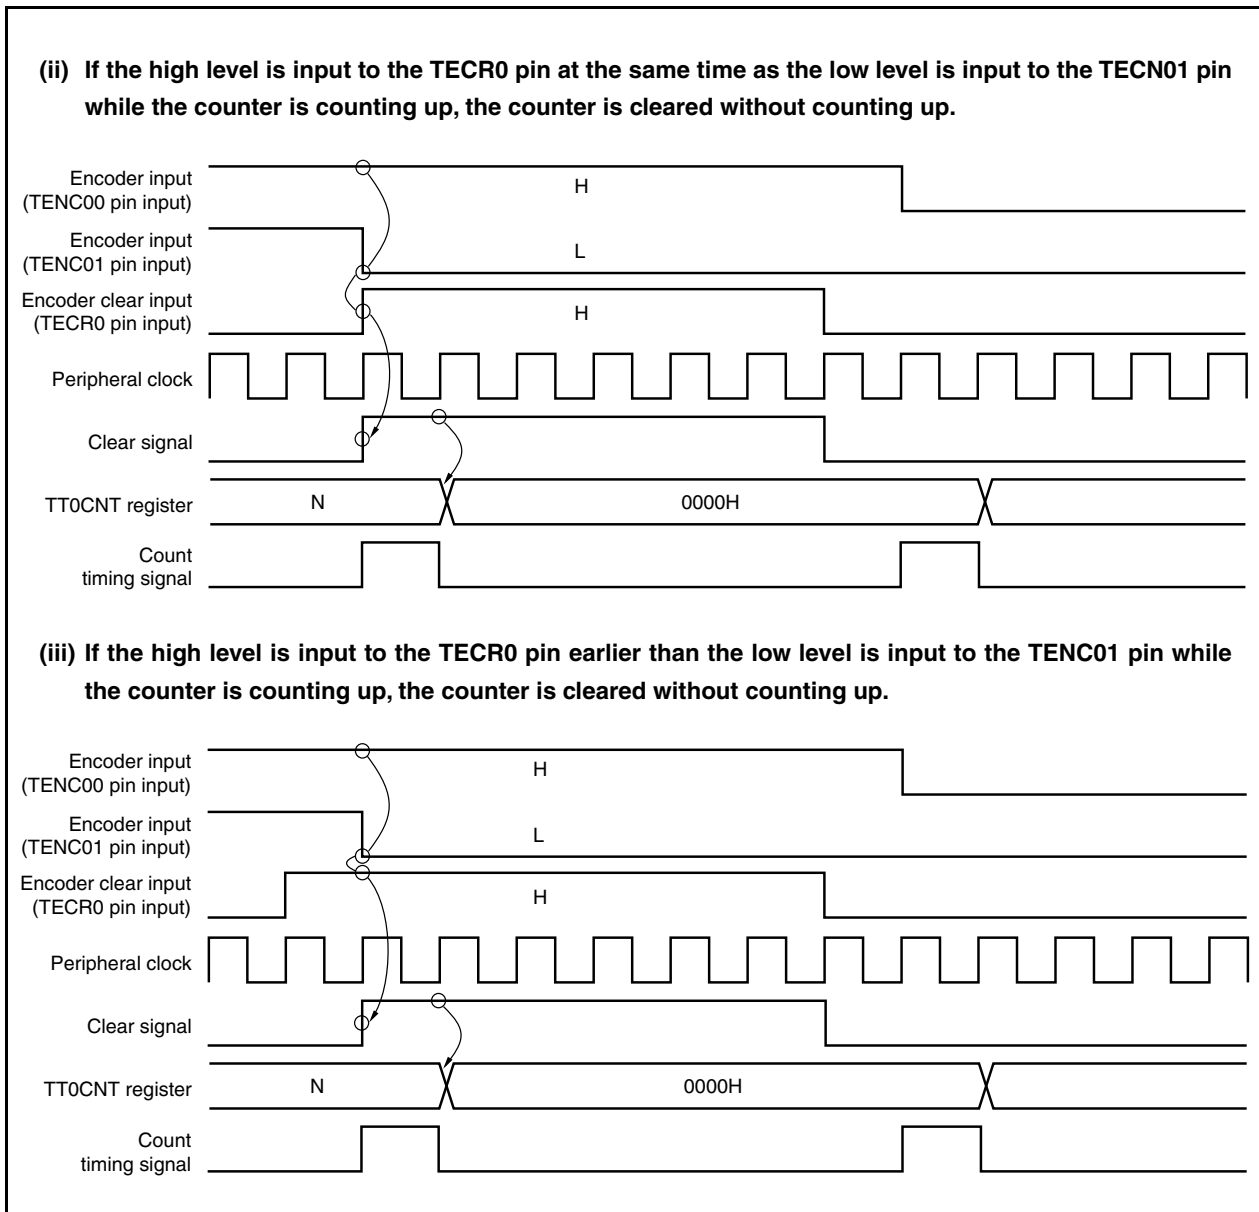 (ii) If the high level is input to the TECR0 pin at the same time as the low level is input to the TECN01 pin
while the counter is counting up, the counter is cleared without counting up.
Encoder input
(TENC00 pin input)
H
Encoder input
(TENC01 pin input)
L
Encoder clear input
(TECR0 pin input)
H
Peripheral clock
Clear signal
TT0CNT register
N
0000H
Count
timing signal
(iii) If the high level is input to the TECR0 pin earlier than the low level is input to the TENC01 pin while
the counter is counting up, the counter is cleared without counting up.
Encoder input
(TENC00 pin input)
H
Encoder input
(TENC01 pin input)
L
Encoder clear input
(TECR0 pin input)
H
Peripheral clock
Clear signal
TT0CNT register
N
0000H
Count
timing signal